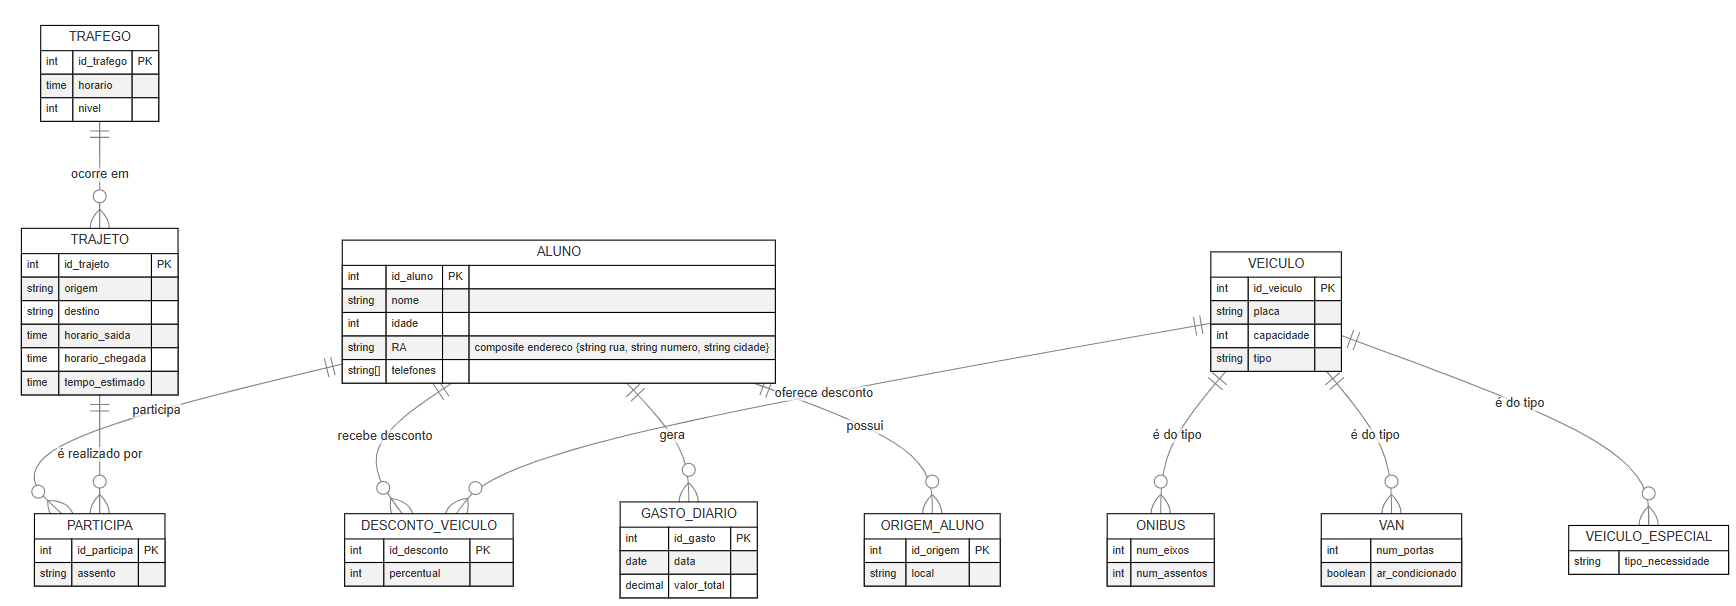 TRAFEGO
int id_trafego PK
time horario
int nivel
ocorre em
TRAJETO
int id_trajeto PK
string origem
string destino
time horario_saida
time horario_chegada
time tempo_estimado
ALUNO
int id_aluno PK
string nome
int idade
string RA composite endereco {string rua, string numero, string cidade}
string[] telefones
VEICULO
int id_veiculo PK
string placa
int capacidade
string tipo
participa
é realizado por
recebe desconto
gera
oferece desconto
possui
é do tipo
é do tipo
é do tipo
PARTICIPA
int id_participa PK
string assento
DESCONTO_VEICULO
int id_desconto PK
int percentual
GASTO_DIARIO
int id_gasto PK
date data
decimal valor_total
ORIGEM_ALUNO
int id_origem PK
string local
ONIBUS
int num_eixos
int num_assentos
VAN
int num_portas
boolean ar_condicionado
VEICULO_ESPECIAL
string tipo_necessidade